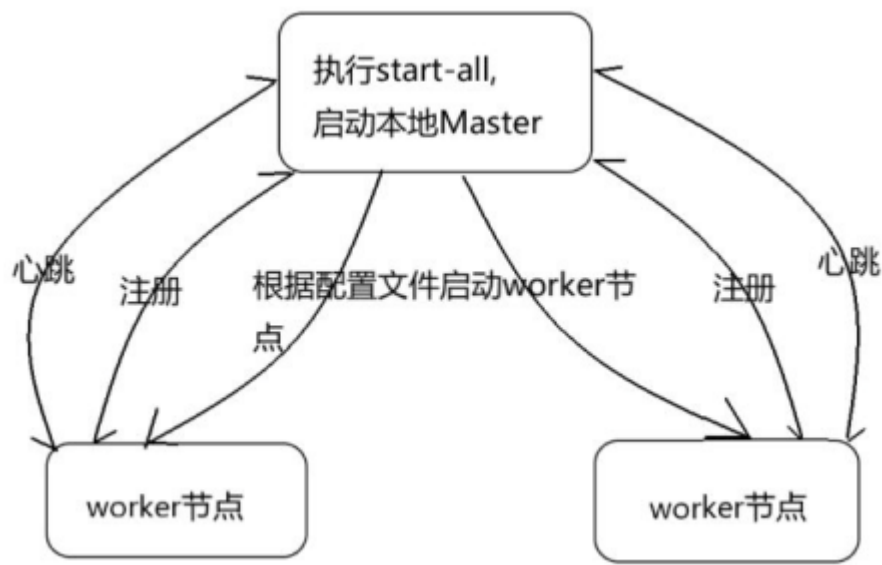 执行start-all,
启动本地Master
心跳
注册
根据配置文件启动worker节
点
注册
心跳
worker节点
worker节点